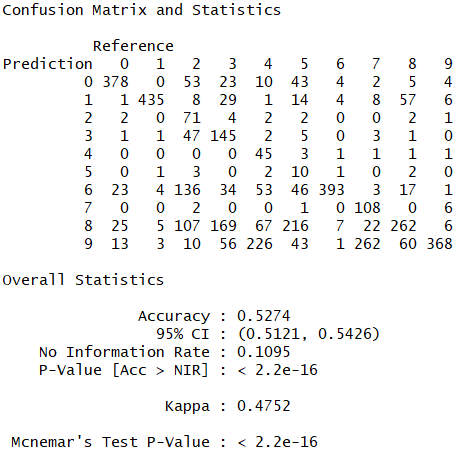 Confusion Matrix and Statistics
Reference
Prediction 0 1 2 3 4 5 6 7 8 9
0 378 0 53 23 10 43 4 2 5 4
1 1 435 8 29 1 14 4 8 57 6
2 2 0 71 4 2 2 0 0 2 1
3 1 1 47 145 2 5 0 3 1 0
4 0 0 0 0 45 3 1 1 1 1
5 0 1 3 0 2 10 1 0 2 0
6 23 4 136 34 53 46 393 3 17 1
7 0 0 2 0 0 1 0 108 0 6
8 25 5 107 169 67 216 7 22 262 6
9 13 3 10 56 226 43 1 262 60 368
Overall Statistics
Accuracy : 0.5274
95% CI : (0.5121, 0.5426)
No Information Rate : 0.1095
P-Value [Acc > NIR] : < 2.2e-16
Kappa : 0.4752
Mcnemar's Test P-Value : < 2.2e-16